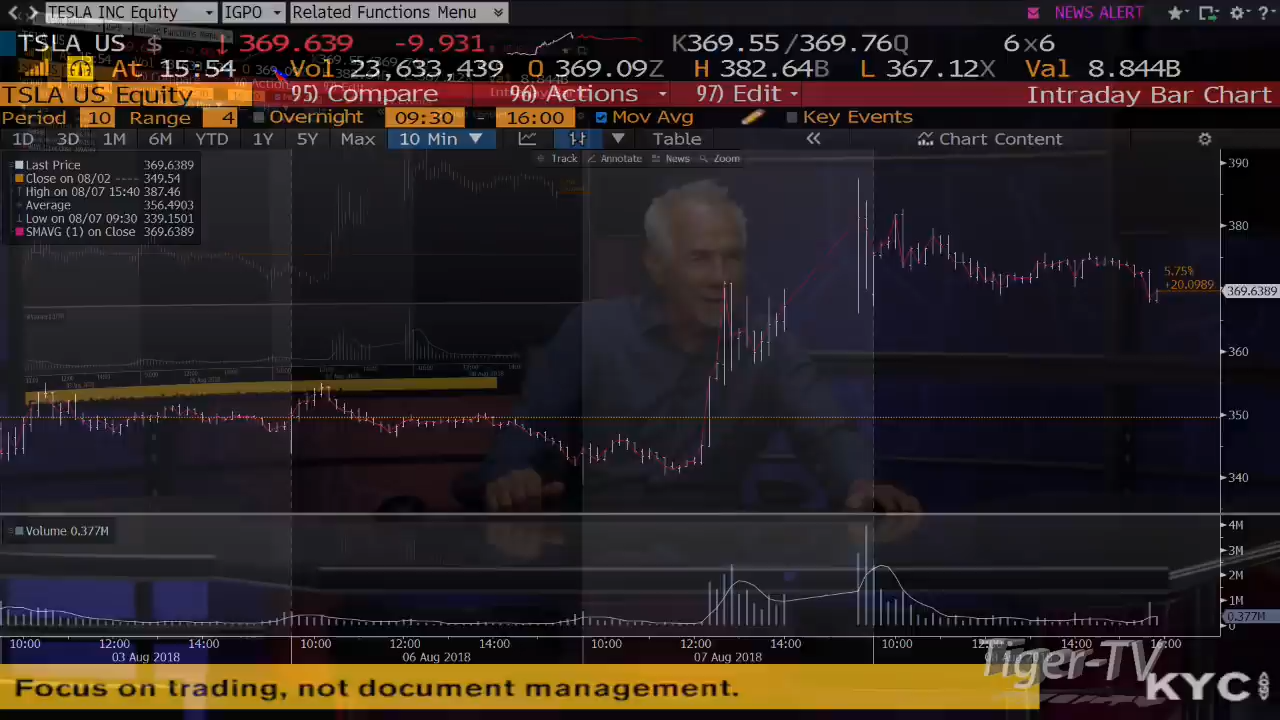 TESLA INC Equity IGPO Related Functions Menu NEWS ALERT
TSLA US $ ↓ 369.639 -9.931 K369.55/369.76Q 6x6
At 15:54 Vol 23,633,439 O 369.09Z H 382.64B L 367.12X Val 8.844B
TSLA US Equity 95) Compare 96) Actions 97) Edit Intraday Bar Chart
Period 10 Range 4 Overnight 09:30 16:00 Mov Avg Key Events
1D 3D 1M 6M YTD 1Y 5Y Max 10 Min Table « Chart Content
Track Annotate News Zoom
Last Price 369.6389
Close on 08/02 ---- 349.54
High on 08/07 15:40 387.46
Average 356.4903
Low on 08/07 09:30 339.1501
SMAVG (1) on Close 369.6389
390
380
5.75%
+20.0989
369.6389
360
350
340
Volume 0.377M
4M
3M
2M
1M
0.377M
0
10:00 12:00 14:00 10:00 12:00 14:00 10:00 12:00 14:00 10:00 12:00 14:00 16:00
03 Aug 2018 06 Aug 2018 07 Aug 2018
Tiger-TV
Focus on trading, not document management.
KYC